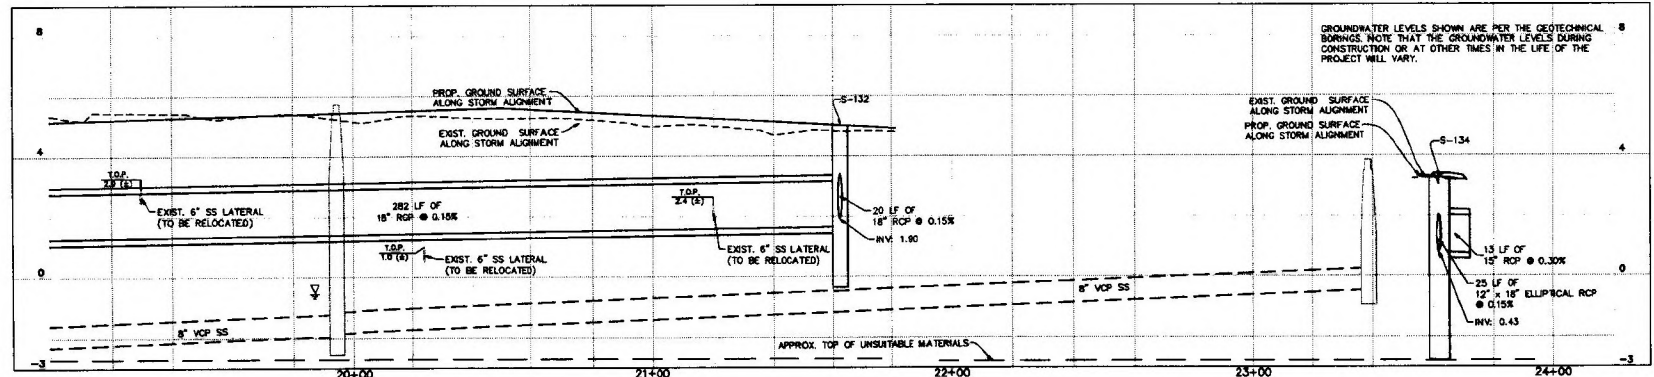 8
8
GROUNDWATER LEVELS SHOWN ARE PER THE GEOTECHNICAL
BORINGS. NOTE THAT THE GROUNDWATER LEVELS DURING
CONSTRUCTION OR AT OTHER TIMES IN THE LIFE OF THE
PROJECT WILL VARY.
PROP. GROUND SURFACE
ALONG STORM ALIGNMENT
S-132
EXIST. GROUND SURFACE
ALONG STORM ALIGNMENT
EXIST. GROUND SURFACE
ALONG STORM ALIGNMENT
PROP. GROUND SURFACE
ALONG STORM ALIGNMENT
S-134
4
4
T.O.P.
2.9 (±)
EXIST. 6" SS LATERAL
(TO BE RELOCATED)
282 LF OF
18" RCP @ 0.15%
T.O.P.
2.4 (±)
20 LF OF
18" RCP @ 0.15%
INV: 1.90
T.O.P.
1.0 (±)
EXIST. 6" SS LATERAL
(TO BE RELOCATED)
EXIST. 6" SS LATERAL
(TO BE RELOCATED)
13 LF OF
15" RCP @ 0.30%
0
0
8" VCP SS
25 LF OF
12" x 18" ELLIPTICAL RCP
@ 0.15%
INV: 0.43
8" VCP SS
APPROX. TOP OF UNSUITABLE MATERIALS
-3
-3
20+00
21+00
22+00
23+00
24+00